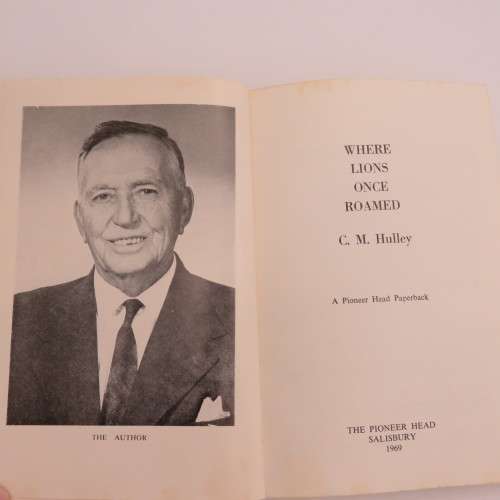 THE AUTHOR
WHERE
LIONS
ONCE
ROAMED
C. M. Hulley
A Pioneer Head Paperback
THE PIONEER HEAD
SALISBURY
1969